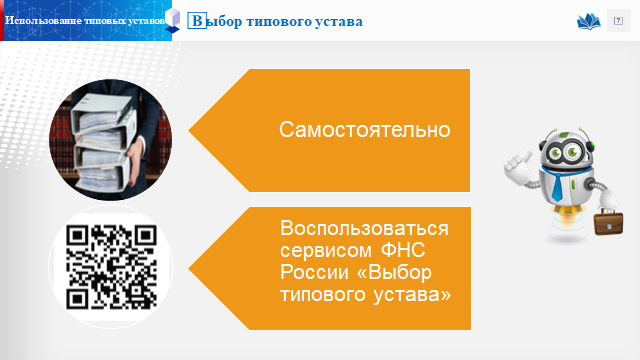 Использование типовых уставов
Выбор типового устава
Самостоятельно
Воспользоваться
сервисом ФНС
России «Выбор
типового устава»